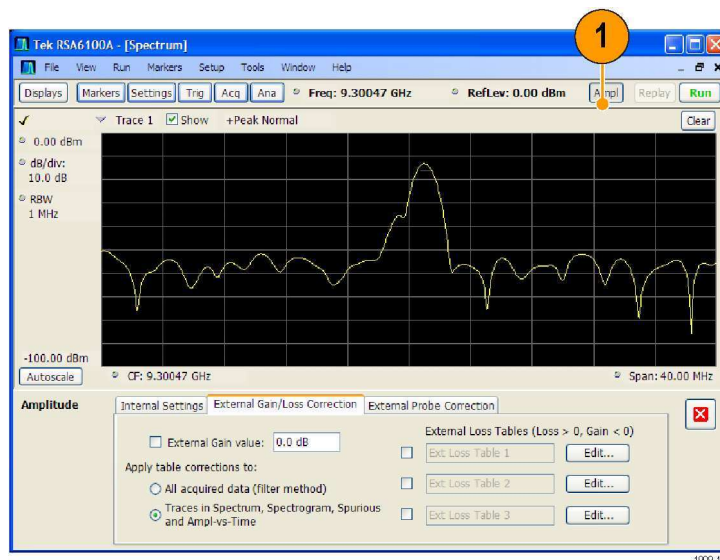 1
Tek RSA6100A - [Spectrum]
File View Run Markers Setup Tools Window Help
Displays Markers Settings Trig Acq Ana Freq: 9.30047 GHz RefLev: 0.00 dBm Ampl Replay Run
Trace 1 Show +Peak Normal Clear
0.00 dBm
dB/div:
10.0 dB
RBW
1 MHz
-100.00 dBm
Autoscale CF: 9.30047 GHz Span: 40.00 MHz
Amplitude Internal Settings External Gain/Loss Correction External Probe Correction
External Loss Tables (Loss > 0, Gain < 0)
External Gain value: 0.0 dB
Ext Loss Table 1 Edit...
Apply table corrections to:
All acquired data (filter method)
Ext Loss Table 2 Edit...
Traces in Spectrum, Spectrogram, Spurious
and Ampl-vs-Time
Ext Loss Table 3 Edit...